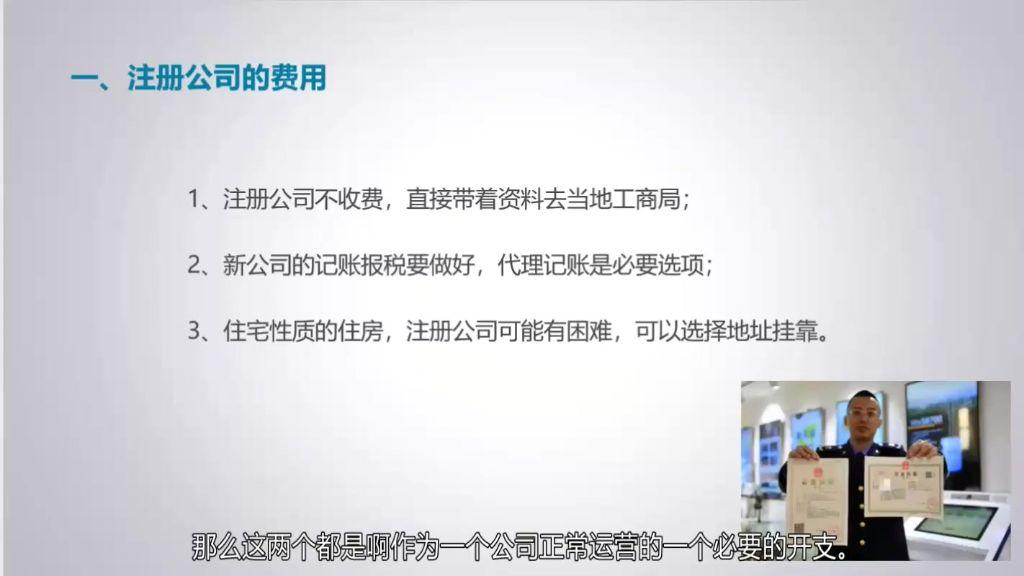 一、注册公司的费用
1、注册公司不收费，直接带着资料去当地工商局；
2、新公司的记账报税要做好，代理记账是必要选项；
3、住宅性质的住房，注册公司可能有困难，可以选择地址挂靠。
那么这两个都是啊作为一个公司正常运营的一个必要的开支。